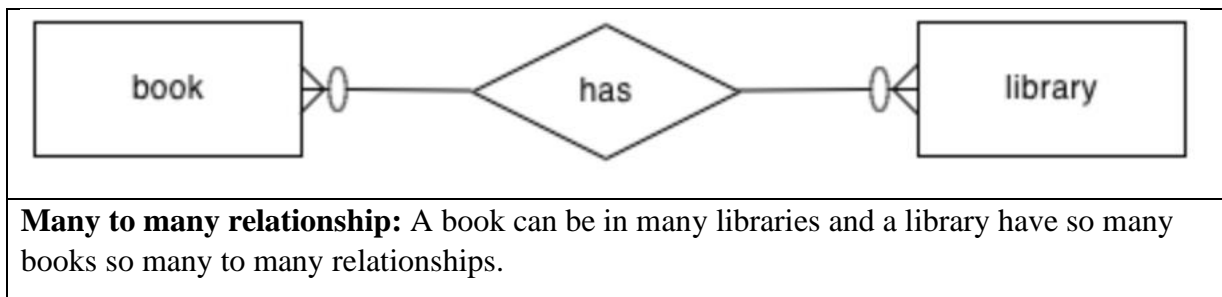 book has library
Many to many relationship: A book can be in many libraries and a library have so many
books so many to many relationships.